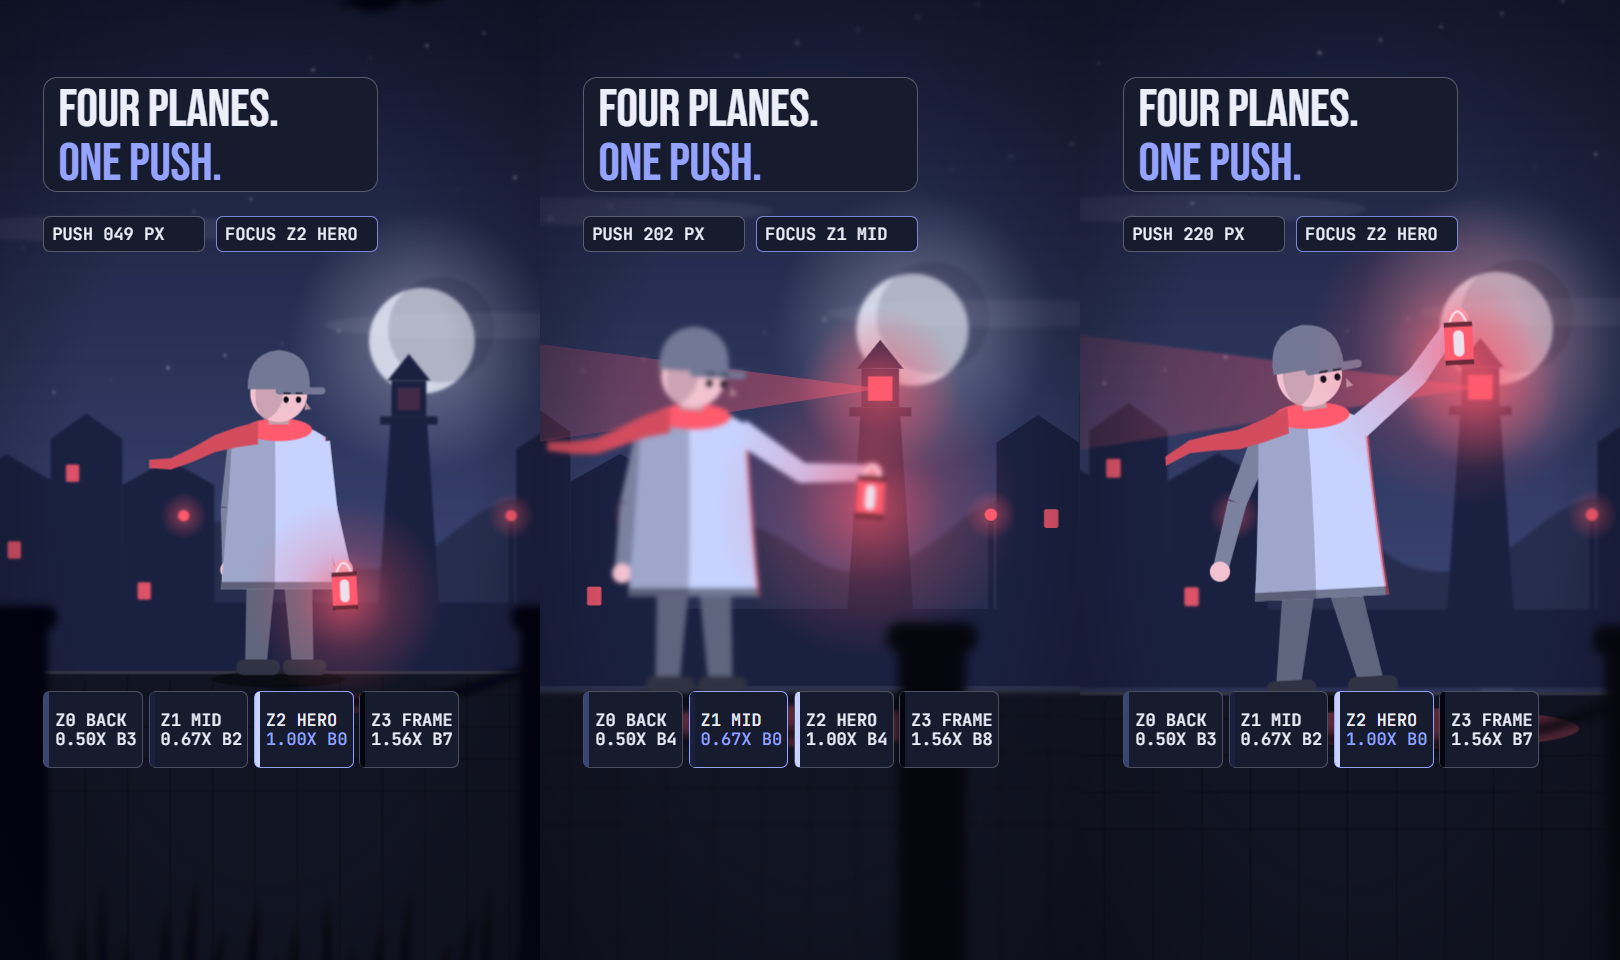 FOUR PLANES.
ONE PUSH.
PUSH 049 PX
FOCUS Z2 HERO
Z0 BACK
0.50X B3
Z1 MID
0.67X B2
Z2 HERO
1.00X B0
Z3 FRAME
1.56X B7
FOUR PLANES.
ONE PUSH.
PUSH 202 PX
FOCUS Z1 MID
Z0 BACK
0.50X B4
Z1 MID
0.67X B0
Z2 HERO
1.00X B4
Z3 FRAME
1.56X B8
FOUR PLANES.
ONE PUSH.
PUSH 220 PX
FOCUS Z2 HERO
Z0 BACK
0.50X B3
Z1 MID
0.67X B2
Z2 HERO
1.00X B0
Z3 FRAME
1.56X B7